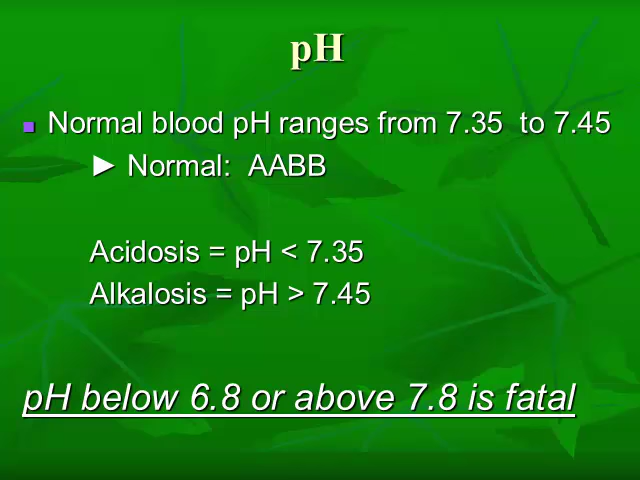 pH
Normal blood pH ranges from 7.35 to 7.45
► Normal: AABB
Acidosis = pH < 7.35
Alkalosis = pH > 7.45
pH below 6.8 or above 7.8 is fatal